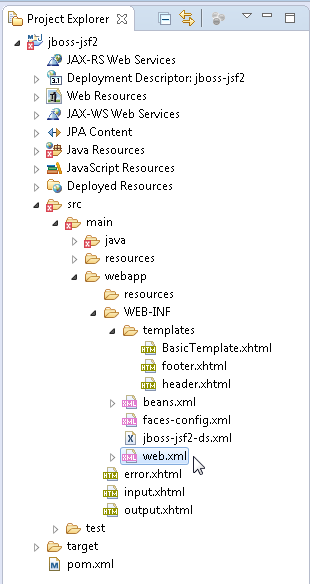 Project Explorer
jboss-jsf2
JAX-RS Web Services
Deployment Descriptor: jboss-jsf2
Web Resources
JAX-WS Web Services
JPA Content
Java Resources
JavaScript Resources
Deployed Resources
src
main
java
resources
webapp
resources
WEB-INF
templates
BasicTemplate.xhtml
footer.xhtml
header.xhtml
beans.xml
faces-config.xml
jboss-jsf2-ds.xml
web.xml
error.xhtml
input.xhtml
output.xhtml
test
target
pom.xml